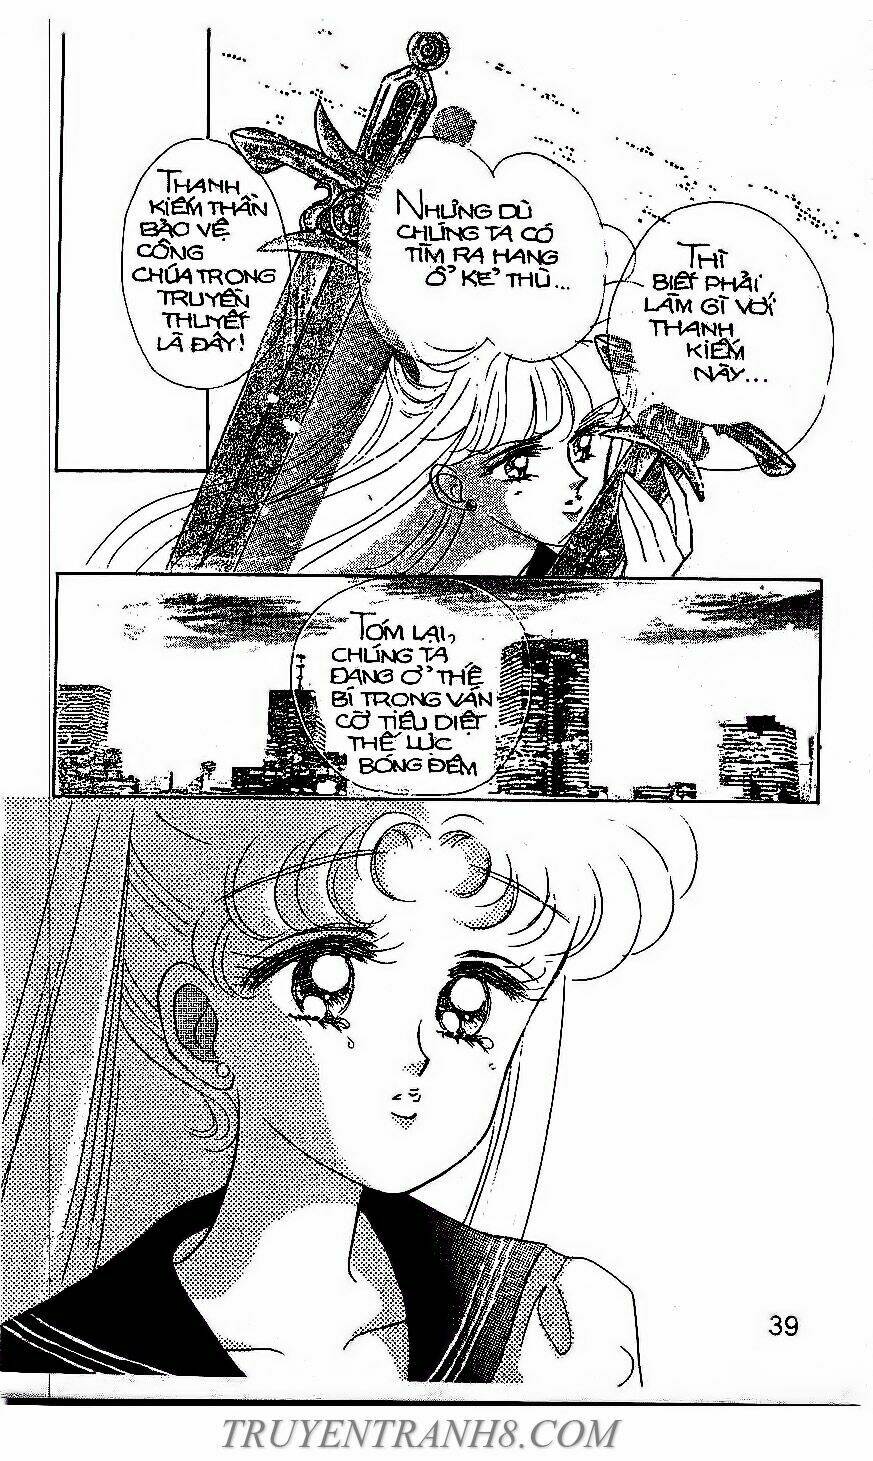 THANH
KIẾM THẦN
BẢO VỆ
CÔNG
CHÚA TRONG
TRUYỀN
THUYẾT
LÀ ĐÂY!
NHƯNG DÙ
CHÚNG TA CÓ
TÌM RA HANG
Ổ KẺ THÙ...
THÌ
BIẾT PHẢI
LÀM GÌ VỚI
THANH
KIẾM
NÀY...
TÓM LẠI,
CHÚNG TA
ĐANG Ở THẾ
BÍ TRONG VÁN
CỜ TIÊU DIỆT
THẾ LỰC
BÓNG ĐÊM
39
TRUYENTRANH8.COM